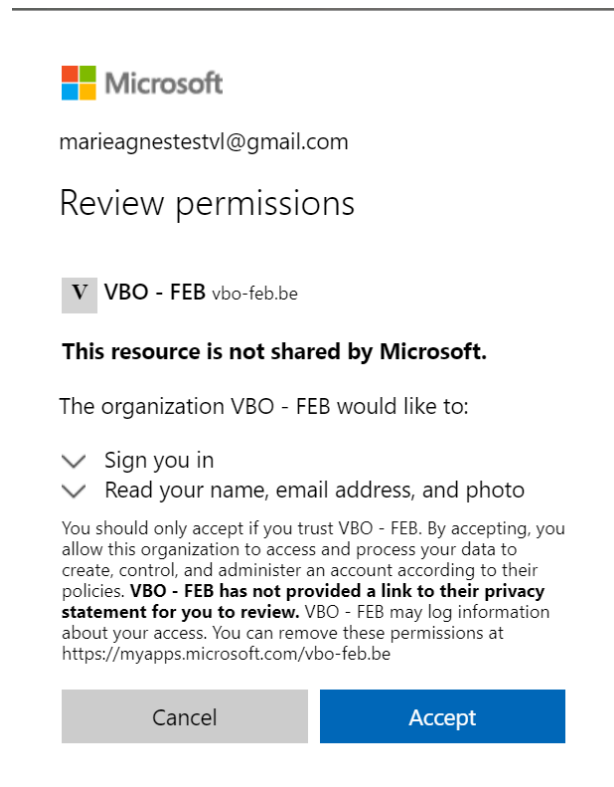 Microsoft
marieagnestestvl@gmail.com
Review permissions
V VBO - FEB vbo-feb.be
This resource is not shared by Microsoft.
The organization VBO - FEB would like to:
Sign you in
Read your name, email address, and photo
You should only accept if you trust VBO - FEB. By accepting, you
allow this organization to access and process your data to
create, control, and administer an account according to their
policies. VBO - FEB has not provided a link to their privacy
statement for you to review. VBO - FEB may log information
about your access. You can remove these permissions at
https://myapps.microsoft.com/vbo-feb.be
Cancel Accept